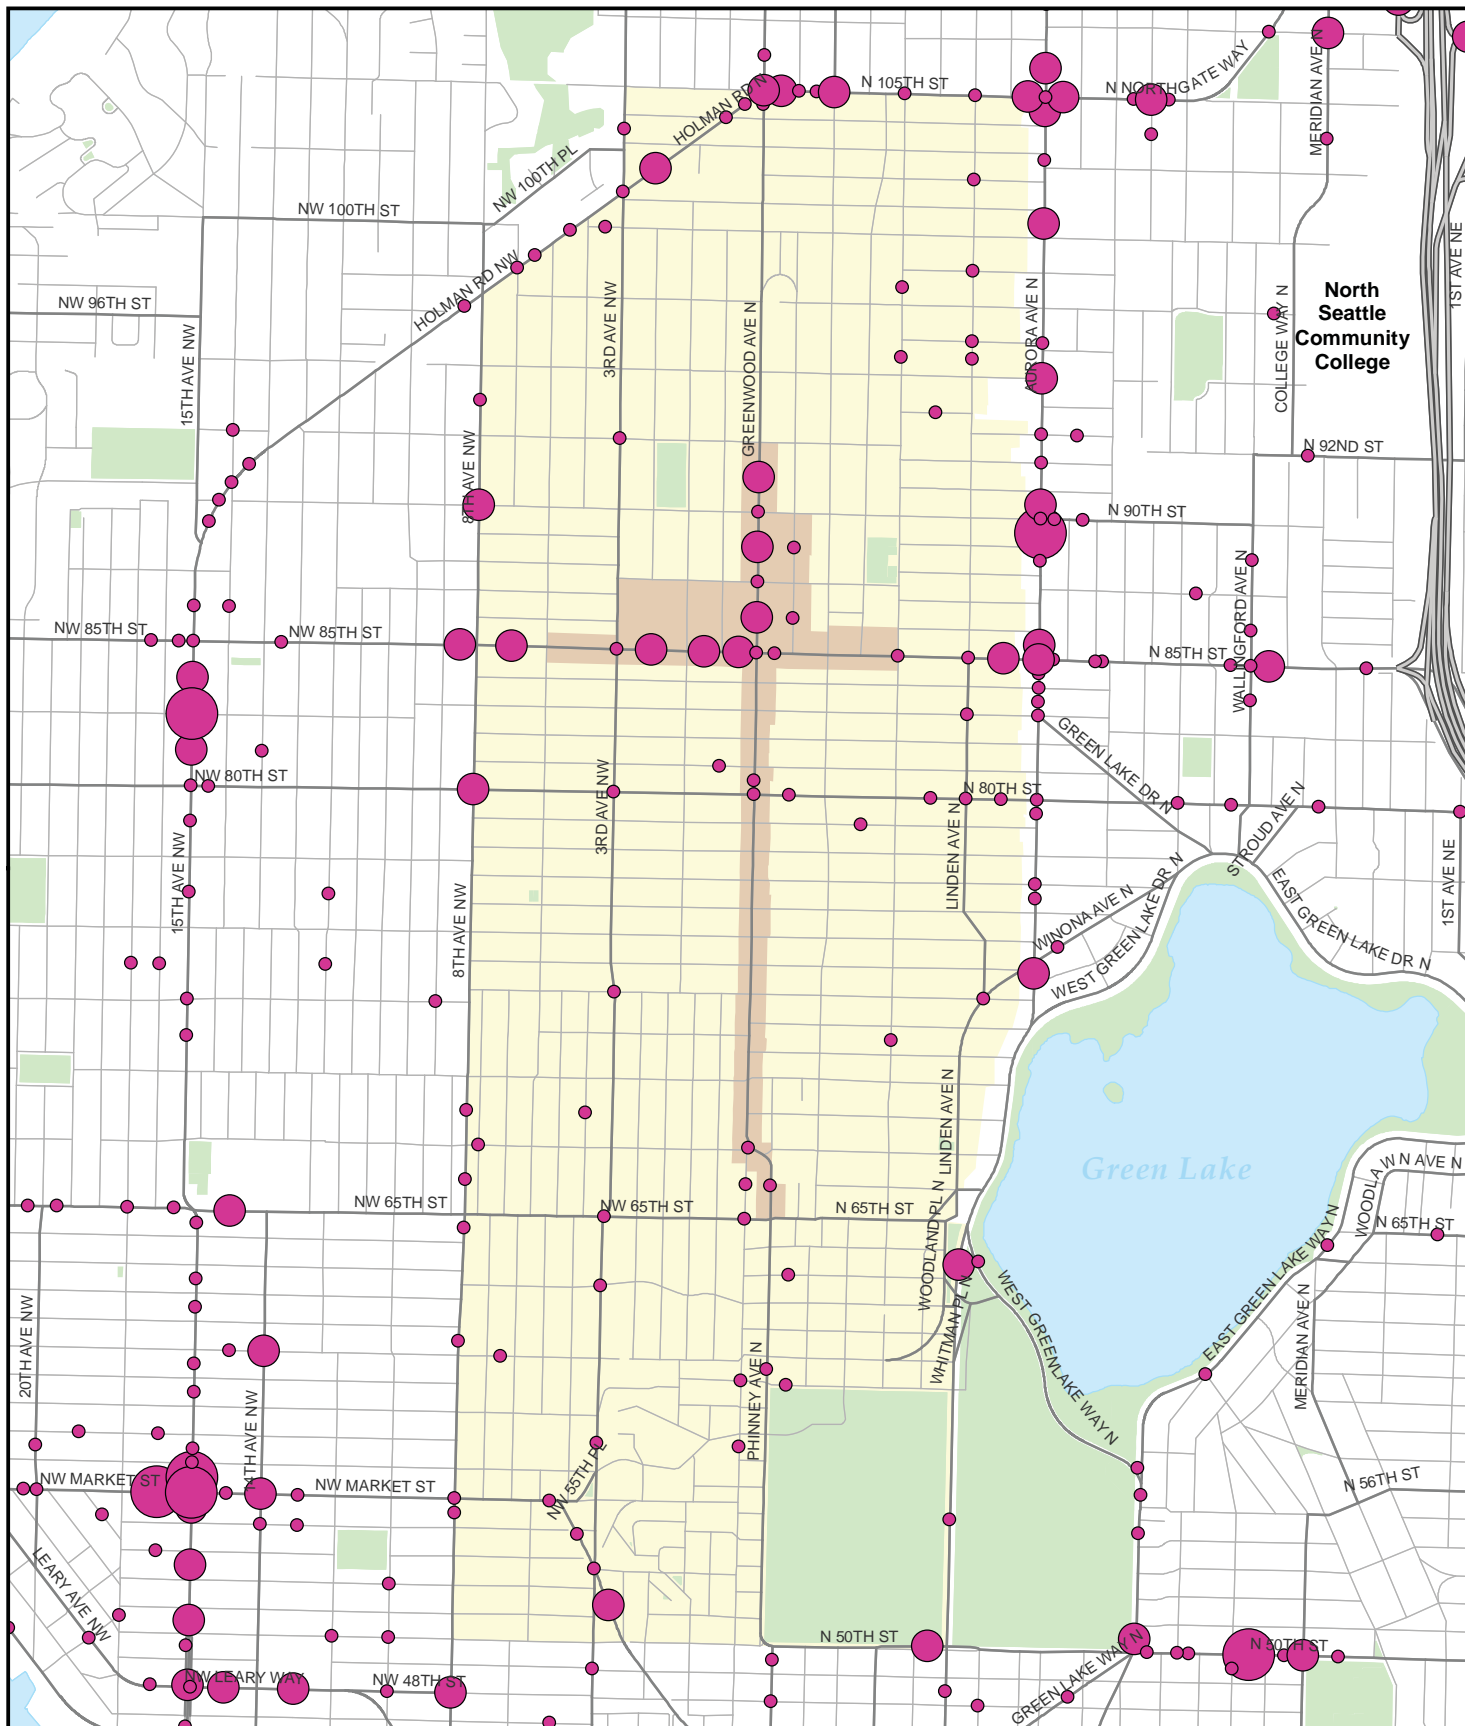 N 105TH ST
N NORTHGATE WAY
MERIDIAN AVE N
HOLMAN RD N
NW 100TH PL
NW 100TH ST
1ST AVE NE
HOLMAN RD NW
NW 96TH ST
3RD AVE NW
GREENWOOD AVE N
AURORA AVE N
COLLEGE WAY N
North
Seattle
Community
College
15TH AVE NW
8TH AVE NW
N 92ND ST
N 90TH ST
WALLINGFORD AVE N
NW 85TH ST
NW 85TH ST
N 85TH ST
GREEN LAKE DR N
NW 80TH ST
N 80TH ST
3RD AVE NW
STROUD AVE N
15TH AVE NW
LINDEN AVE N
1ST AVE NE
8TH AVE NW
WINONA AVE N
WEST GREEN LAKE DR N
EAST GREEN LAKE DR N
LINDEN AVE N
Green Lake
WOODLAWN AVE N
NW 65TH ST
NW 65TH ST
N 65TH ST
N 65TH ST
WOODLAND PL N
WHITMAN PL N
WEST GREENLAKE WAY N
EAST GREEN LAKE WAY N
MERIDIAN AVE N
20TH AVE NW
PHINNEY AVE N
14TH AVE NW
NW MARKET ST
NW MARKET ST
NW 55TH PL
N 56TH ST
LEARY AVE NW
N 50TH ST
N 50TH ST
GREEN LAKE WAY N
NW LEARY WAY
NW 48TH ST